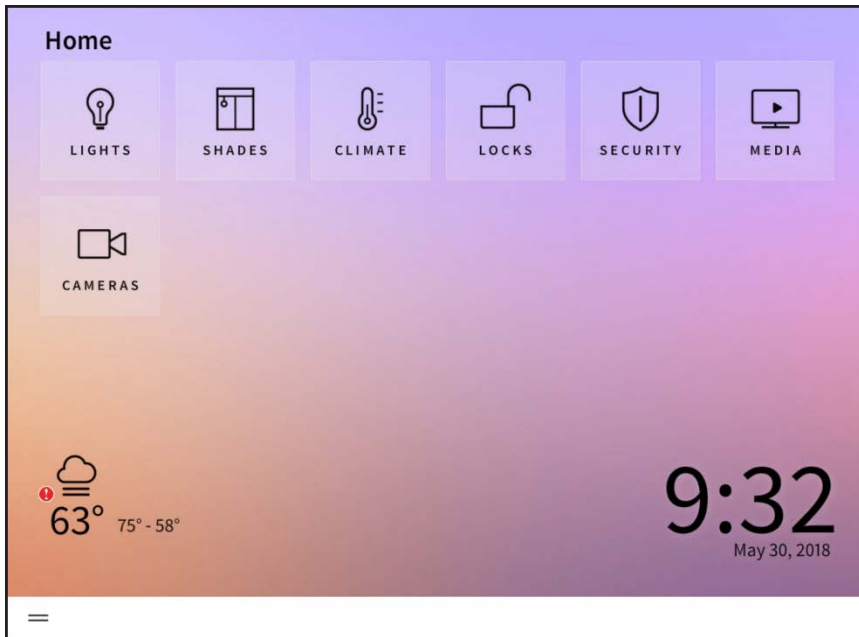 Home
LIGHTS
SHADES
CLIMATE
LOCKS
SECURITY
MEDIA
CAMERAS
63° 75° - 58°
9:32
May 30, 2018